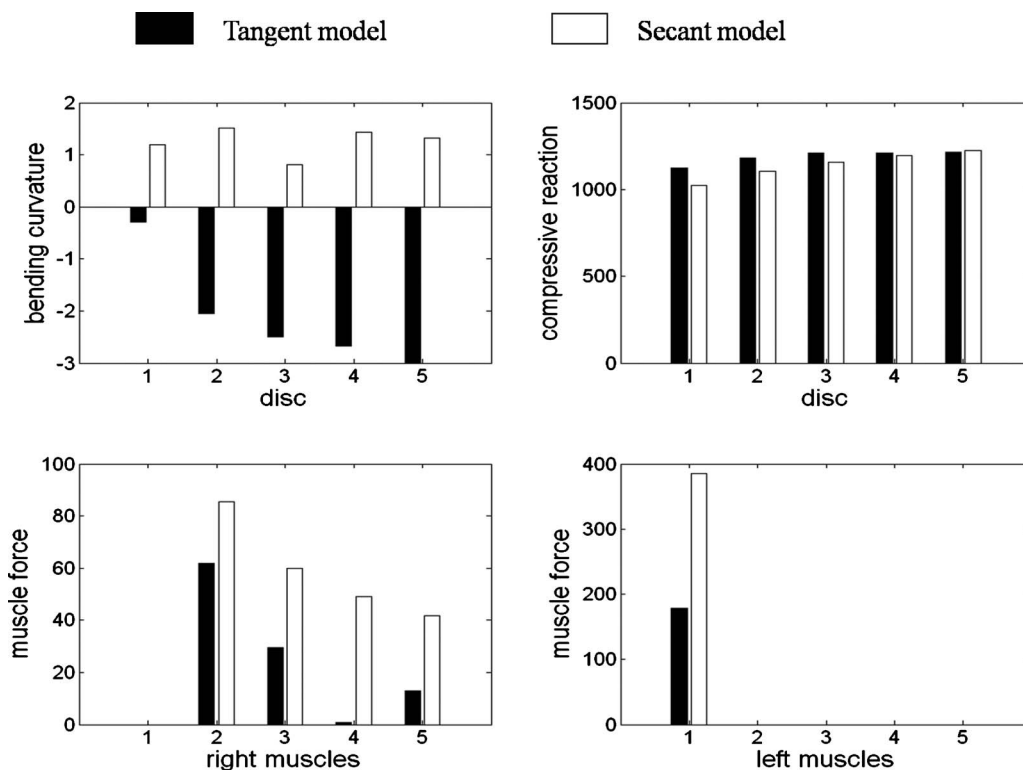 Tangent model
Secant model
2
1
0
-1
-2
-3
bending curvature
1 2 3 4 5
disc
1500
1000
500
0
compressive reaction
1 2 3 4 5
disc
100
80
60
40
20
0
muscle force
1 2 3 4 5
right muscles
400
300
200
100
0
muscle force
1 2 3 4 5
left muscles